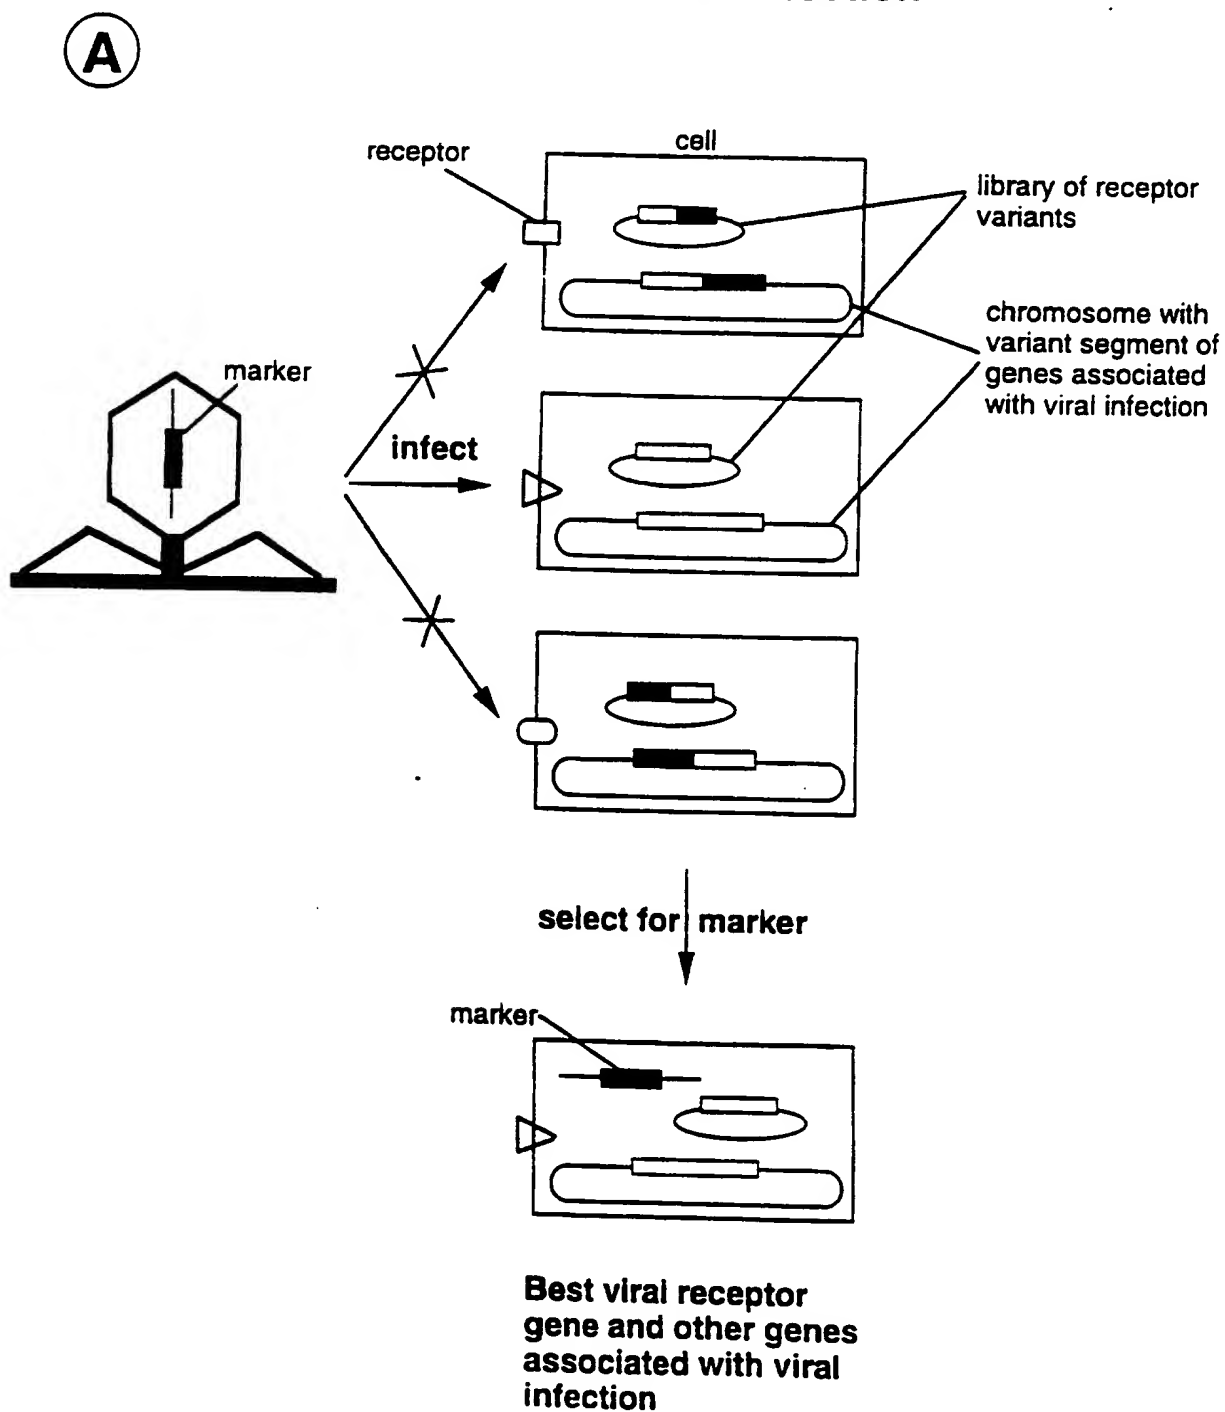 A
cell
receptor
library of receptor
variants
chromosome with
variant segment of
genes associated
with viral infection
marker
infect
select for marker
marker
Best viral receptor
gene and other genes
associated with viral
infection